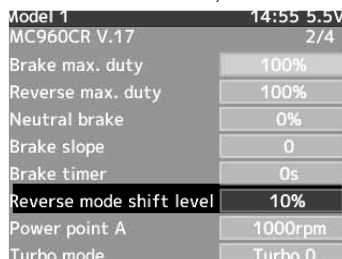 Model 1 14:55 5.5V
MC960CR V.17 2/4
Brake max. duty 100%
Reverse max. duty 100%
Neutral brake 0%
Brake slope 0
Brake timer 0s
Reverse mode shift level 10%
Power point A 1000rpm
Turbo mode Turbo 0